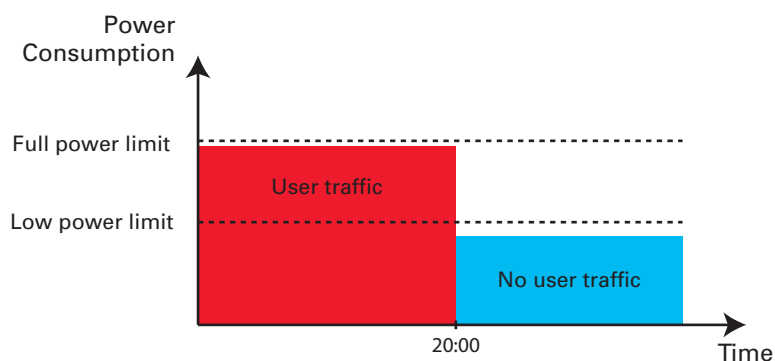 Power
Consumption
Full power limit
User traffic
Low power limit
No user traffic
20:00
Time